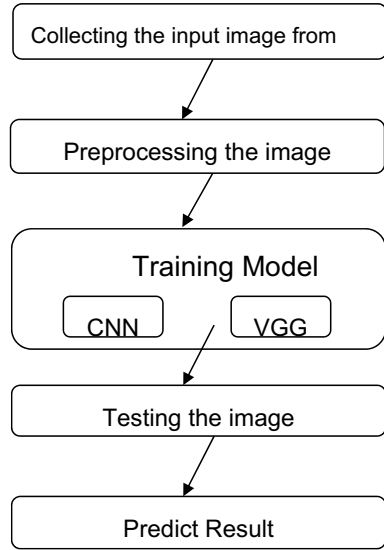 Collecting the input image from
Preprocessing the image
Training Model
CNN VGG
Testing the image
Predict Result